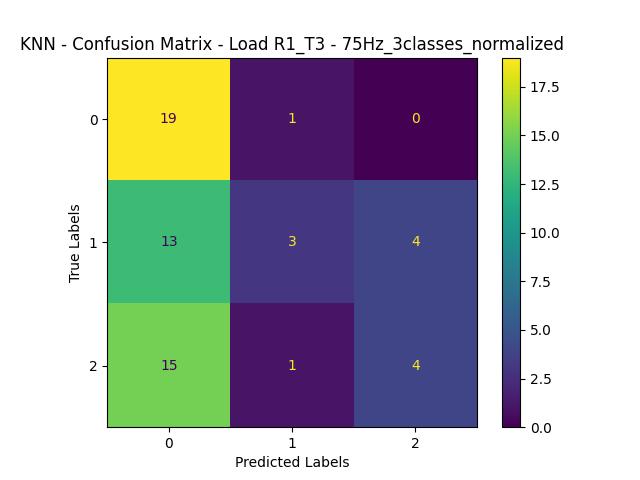 KNN - Confusion Matrix - Load R1_T3 - 75Hz_3classes_normalized
17.5
0 19 1 0
15.0
12.5
True Labels
1 13 3 4
10.0
7.5
5.0
2 15 1 4
2.5
0.0
0 1 2
Predicted Labels